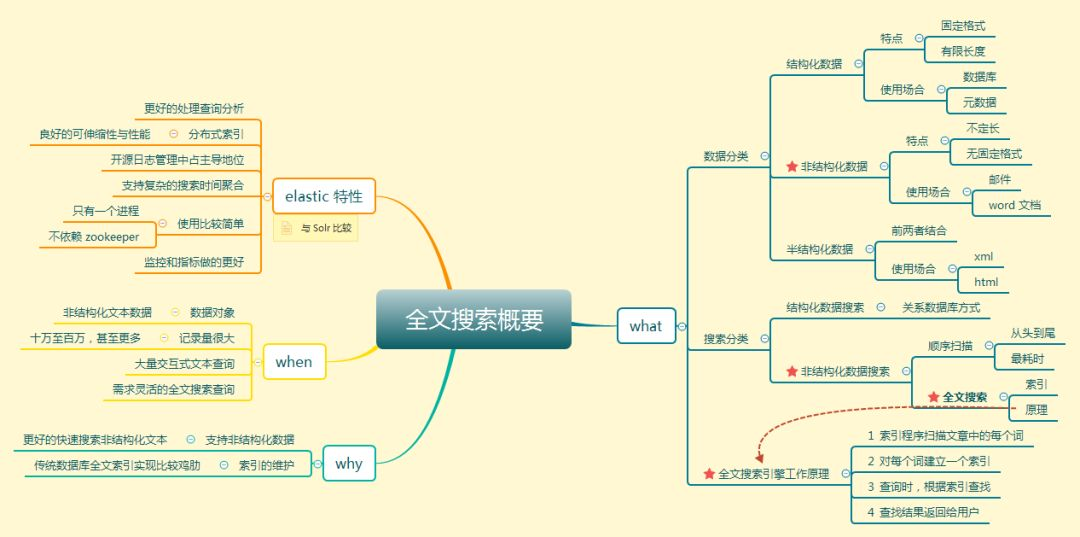 全文搜索概要
what
数据分类
结构化数据
特点
固定格式
有限长度
使用场合
数据库
元数据
非结构化数据
特点
不定长
无固定格式
使用场合
邮件
word 文档
半结构化数据
前两者结合
使用场合
xml
html
搜索分类
结构化数据搜索
关系数据库方式
非结构化数据搜索
顺序扫描
从头到尾
最耗时
全文搜索
索引
原理
全文搜索引擎工作原理
1 索引程序扫描文章中的每个词
2 对每个词建立一个索引
3 查询时，根据索引查找
4 查找结果返回给用户
elastic 特性
与 Solr 比较
更好的处理查询分析
分布式索引
良好的可伸缩性与性能
开源日志管理中占主导地位
支持复杂的搜索时间聚合
使用比较简单
只有一个进程
不依赖 zookeeper
监控和指标做的更好
when
数据对象
非结构化文本数据
记录量很大
十万至百万，甚至更多
大量交互式文本查询
需求灵活的全文搜索查询
why
支持非结构化数据
更好的快速搜索非结构化文本
索引的维护
传统数据库全文索引实现比较鸡肋